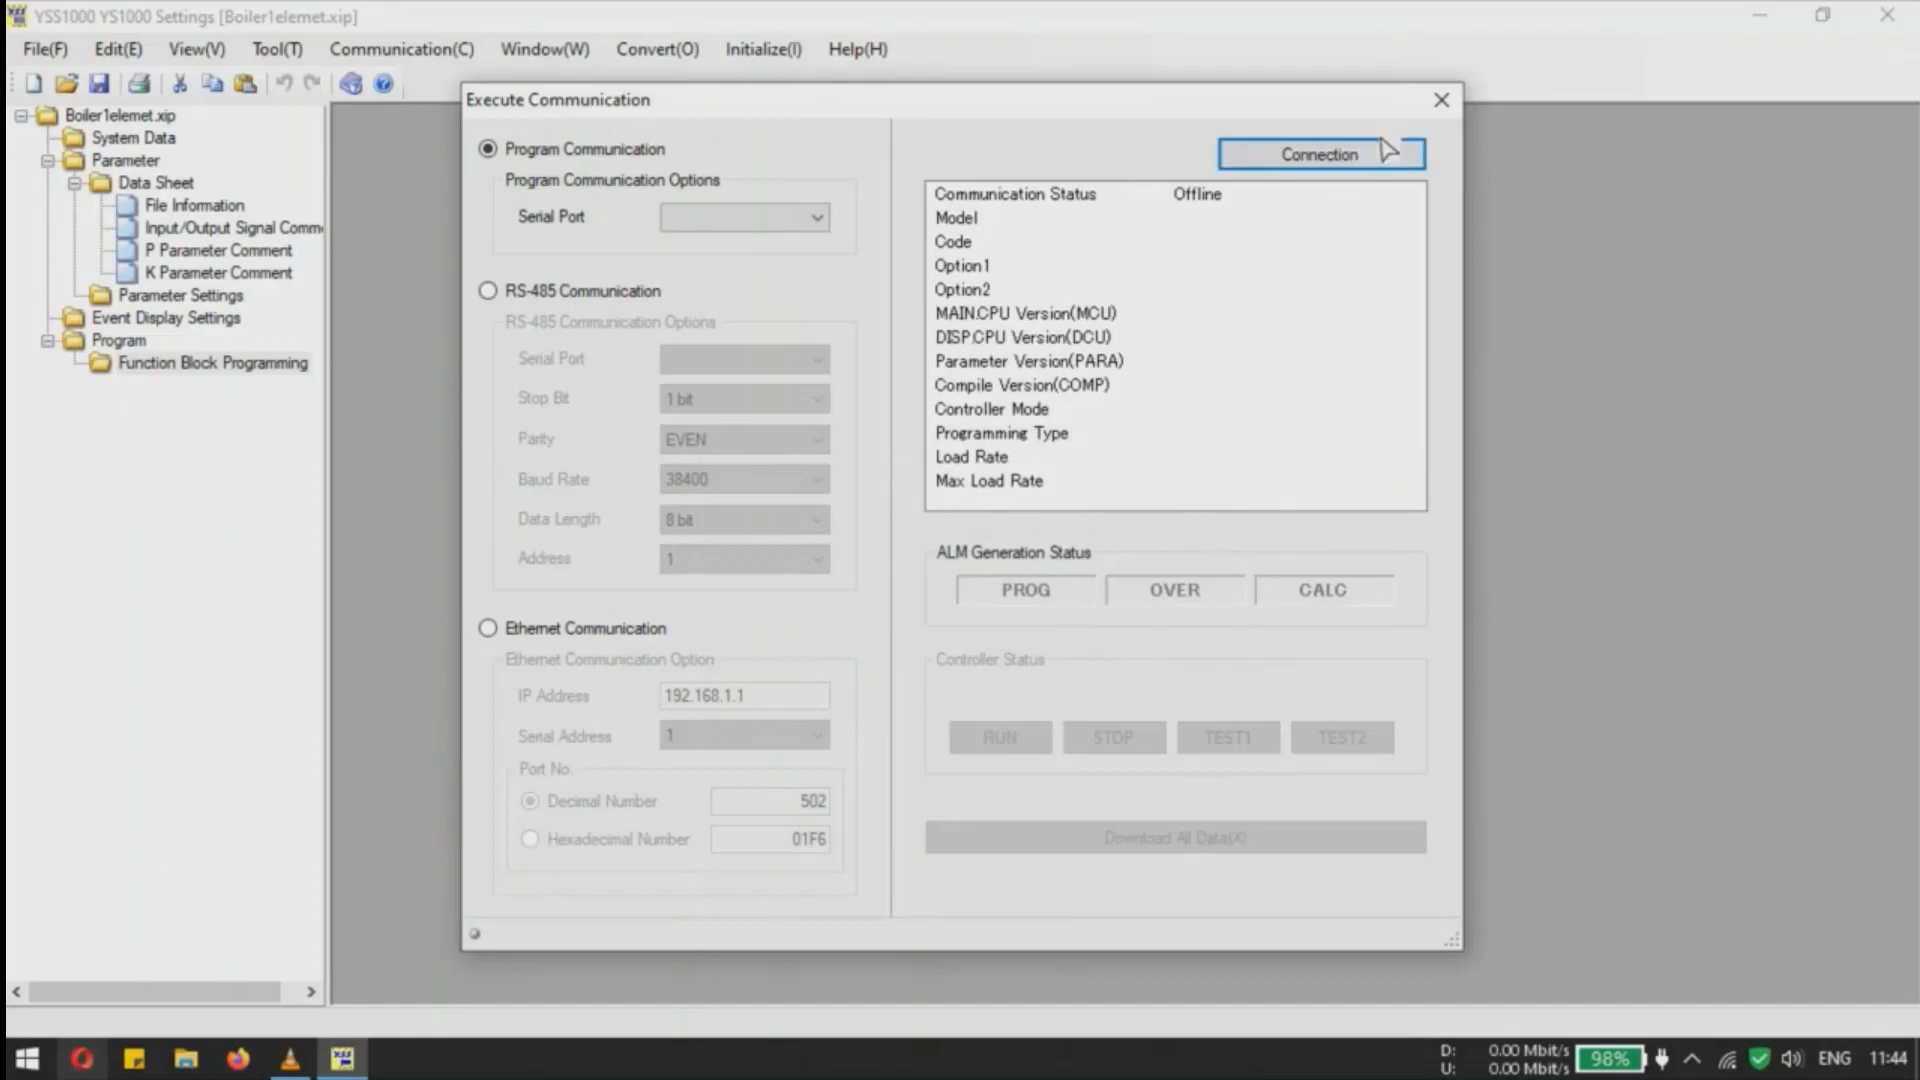 YSS1000 YS1000 Settings [Boiler1elemet.xip]
File(F) Edit(E) View(V) Tool(T) Communication(C) Window(W) Convert(O) Initialize(I) Help(H)
Boiler1elemet.xip
System Data
Parameter
Data Sheet
File Information
Input/Output Signal Comm
P Parameter Comment
K Parameter Comment
Parameter Settings
Event Display Settings
Program
Function Block Programming
Execute Communication
Program Communication
Program Communication Options
Serial Port
RS-485 Communication
RS-485 Communication Options
Serial Port
Stop Bit 1 bit
Parity EVEN
Baud Rate 38400
Data Length 8 bit
Address 1
Ethernet Communication
Ethernet Communication Option
IP Address 192.168.1.1
Serial Address 1
Port No.
Decimal Number 502
Hexadecimal Number 01F6
Connection
Communication Status Offline
Model
Code
Option1
Option2
MAIN.CPU Version(MCU)
DISP.CPU Version(DCU)
Parameter Version(PARA)
Compile Version(COMP)
Controller Mode
Programming Type
Load Rate
Max Load Rate
ALM Generation Status
PROG OVER CALC
Controller Status
RUN STOP TEST1 TEST2
Download All Data(X)
D: 0.00 Mbit/s
U: 0.00 Mbit/s
98% ENG 11:44